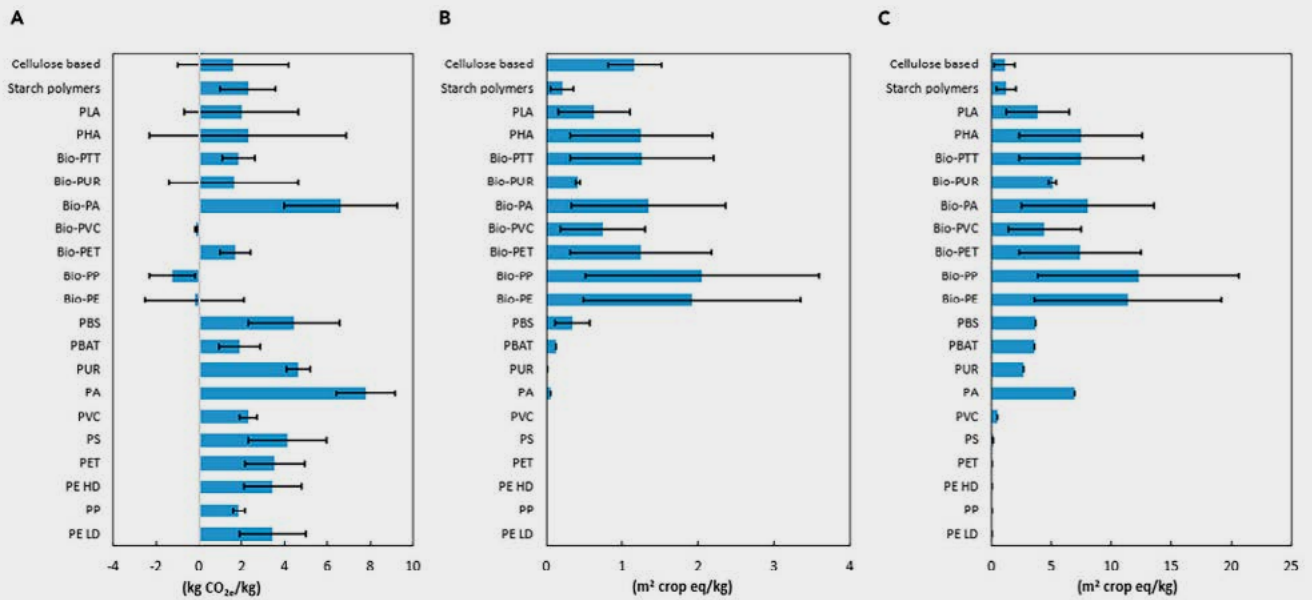 A
Cellulose based
Starch polymers
PLA
PHA
Bio-PTT
Bio-PUR
Bio-PA
Bio-PVC
Bio-PET
Bio-PP
Bio-PE
PBS
PBAT
PUR
PA
PVC
PS
PET
PE HD
PP
PE LD
-4 -2 0 2 4 6 8 10
(kg CO₂ₑ/kg)
B
Cellulose based
Starch polymers
PLA
PHA
Bio-PTT
Bio-PUR
Bio-PA
Bio-PVC
Bio-PET
Bio-PP
Bio-PE
PBS
PBAT
PUR
PA
PVC
PS
PET
PE HD
PP
PE LD
0 1 2 3 4
(m² crop eq/kg)
C
Cellulose based
Starch polymers
PLA
PHA
Bio-PTT
Bio-PUR
Bio-PA
Bio-PVC
Bio-PET
Bio-PP
Bio-PE
PBS
PBAT
PUR
PA
PVC
PS
PET
PE HD
PP
PE LD
0 5 10 15 20 25
(m² crop eq/kg)